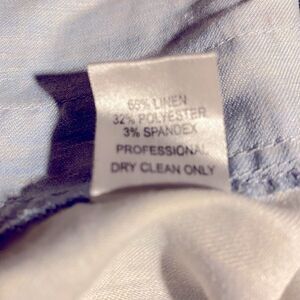 65% LINEN
32% POLYESTER
3% SPANDEX
PROFESSIONAL
DRY CLEAN ONLY